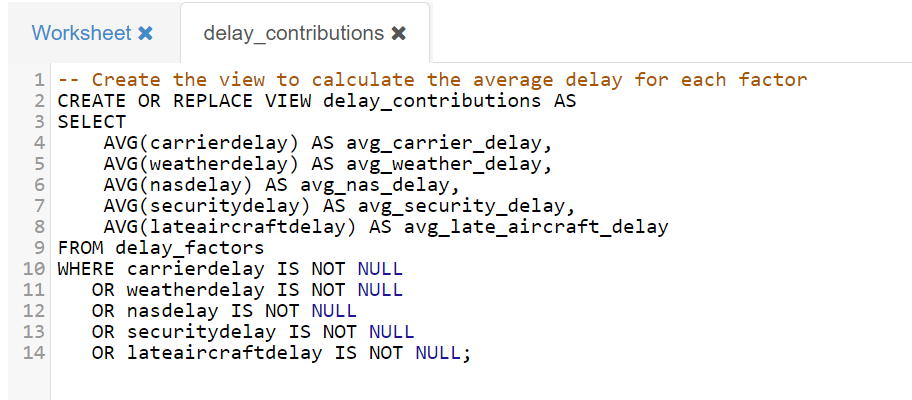 Worksheet ✖ delay_contributions ✖
1 -- Create the view to calculate the average delay for each factor
2 CREATE OR REPLACE VIEW delay_contributions AS
3 SELECT
4     AVG(carrierdelay) AS avg_carrier_delay,
5     AVG(weatherdelay) AS avg_weather_delay,
6     AVG(nasdelay) AS avg_nas_delay,
7     AVG(securitydelay) AS avg_security_delay,
8     AVG(lateaircraftdelay) AS avg_late_aircraft_delay
9 FROM delay_factors
10 WHERE carrierdelay IS NOT NULL
11    OR weatherdelay IS NOT NULL
12    OR nasdelay IS NOT NULL
13    OR securitydelay IS NOT NULL
14    OR lateaircraftdelay IS NOT NULL;